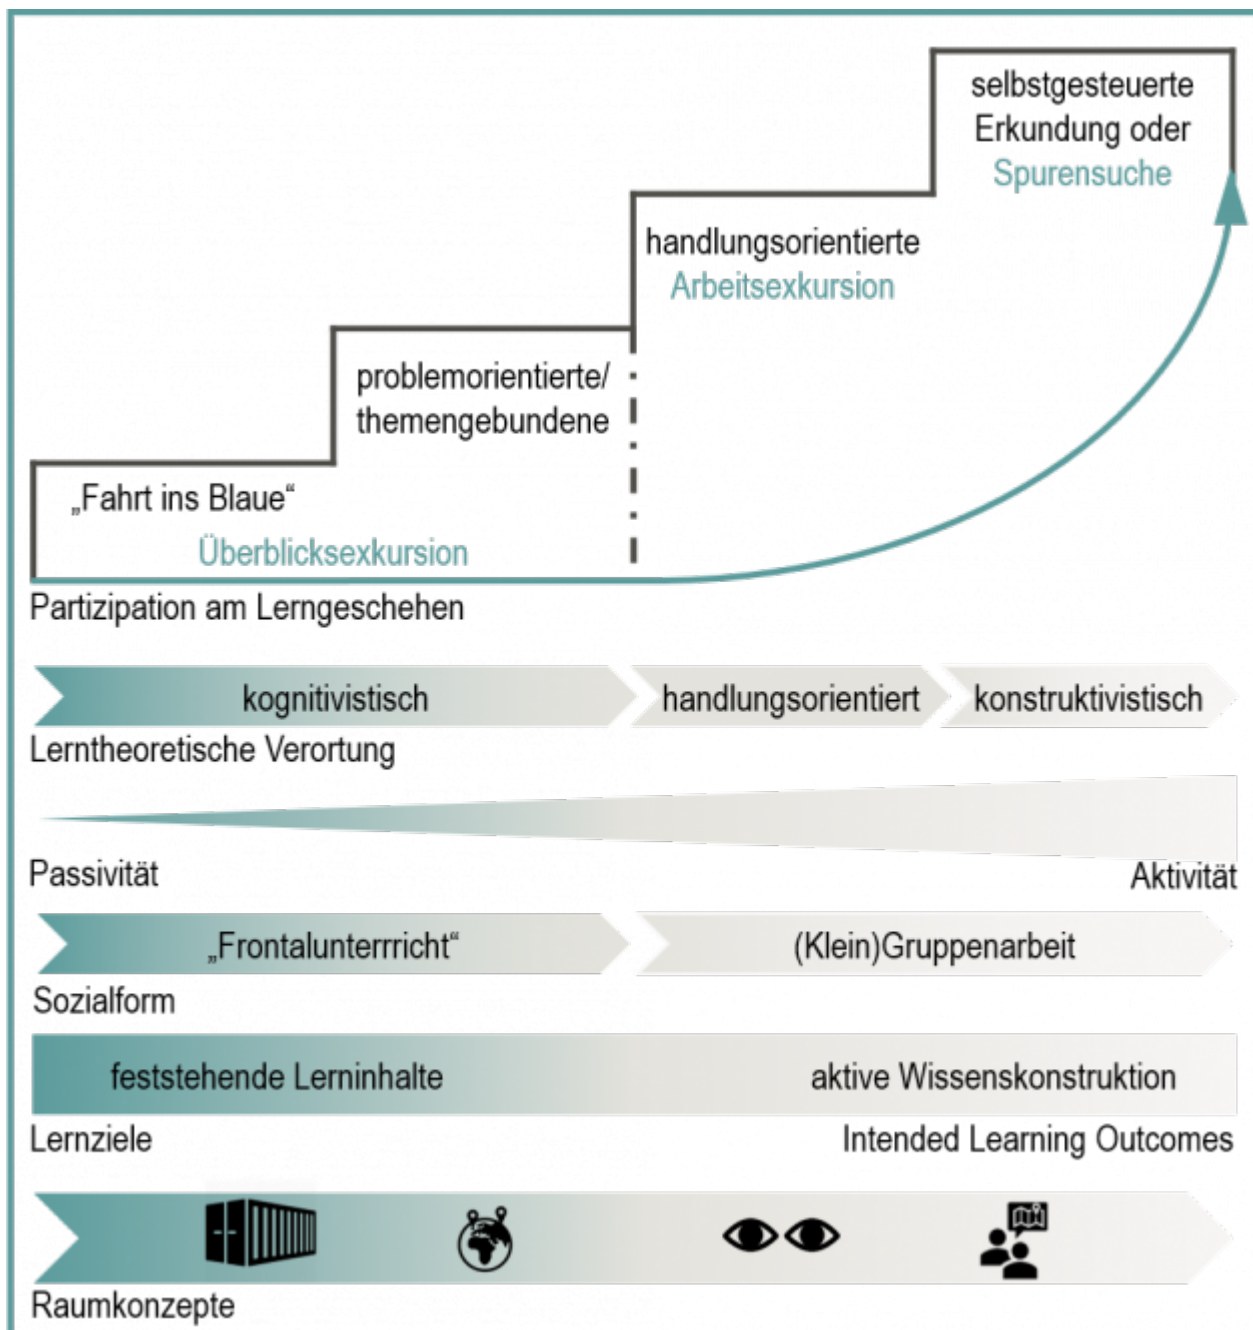 selbstgesteuerte
Erkundung oder
Spurensuche
handlungsorientierte
Arbeitsexkursion
problemorientierte/
themengebundene
„Fahrt ins Blaue“
Überblicksexkursion
Partizipation am Lerngeschehen
kognitivistisch handlungsorientiert konstruktivistisch
Lerntheoretische Verortung
Passivität Aktivität
„Frontalunterrricht“ (Klein)Gruppenarbeit
Sozialform
feststehende Lerninhalte aktive Wissenskonstruktion
Lernziele Intended Learning Outcomes
Raumkonzepte